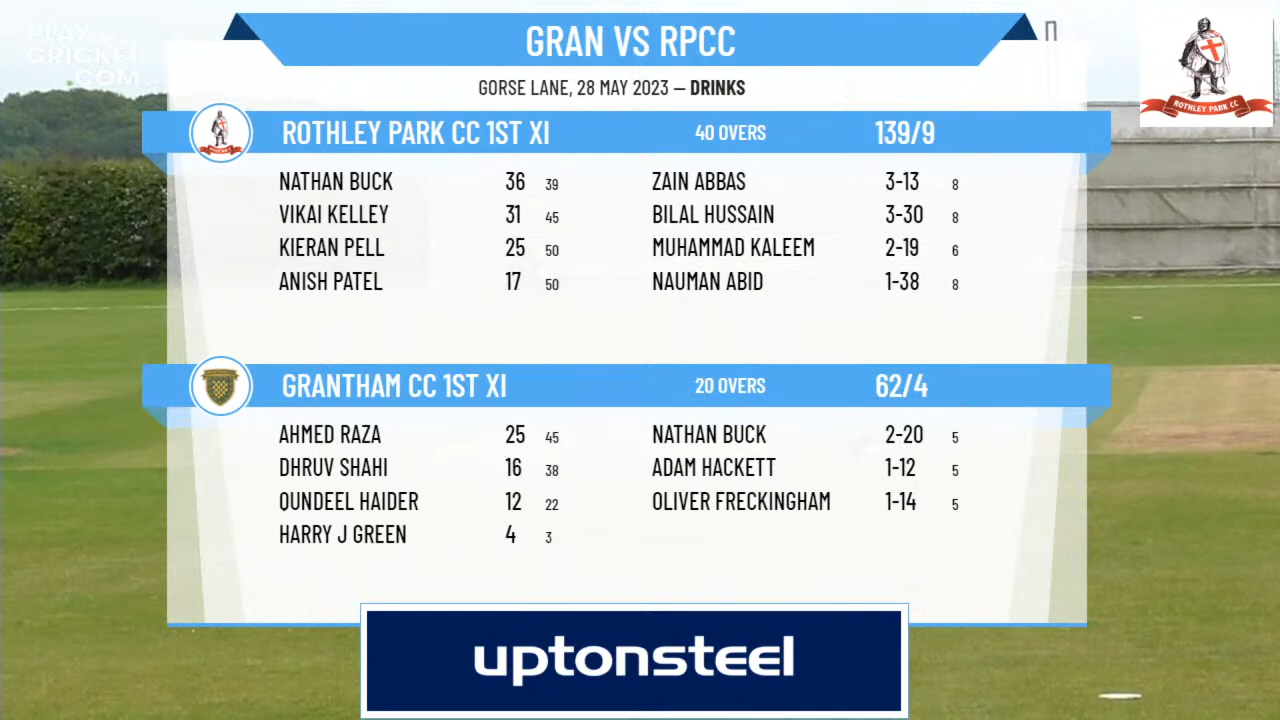 PLAY
CRICKET
.COM
GRAN VS RPCC
GORSE LANE, 28 MAY 2023 – DRINKS
ROTHLEY PARK CC
ROTHLEY PARK CC 1ST XI 40 OVERS 139/9
NATHAN BUCK 36 39 ZAIN ABBAS 3-13 8
VIKAI KELLEY 31 45 BILAL HUSSAIN 3-30 8
KIERAN PELL 25 50 MUHAMMAD KALEEM 2-19 6
ANISH PATEL 17 50 NAUMAN ABID 1-38 8
GRANTHAM CC 1ST XI 20 OVERS 62/4
AHMED RAZA 25 45 NATHAN BUCK 2-20 5
DHRUV SHAHI 16 38 ADAM HACKETT 1-12 5
QUNDEEL HAIDER 12 22 OLIVER FRECKINGHAM 1-14 5
HARRY J GREEN 4 3
uptonsteel